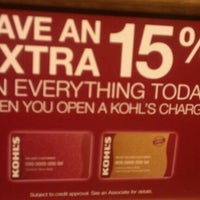 AVE AN
EXTRA 15%
N EVERYTHING TODA
EN YOU OPEN A KOHL'S CHARG
KOHL'S
KOHL'S
Subject to credit approval. See an Associate for details.